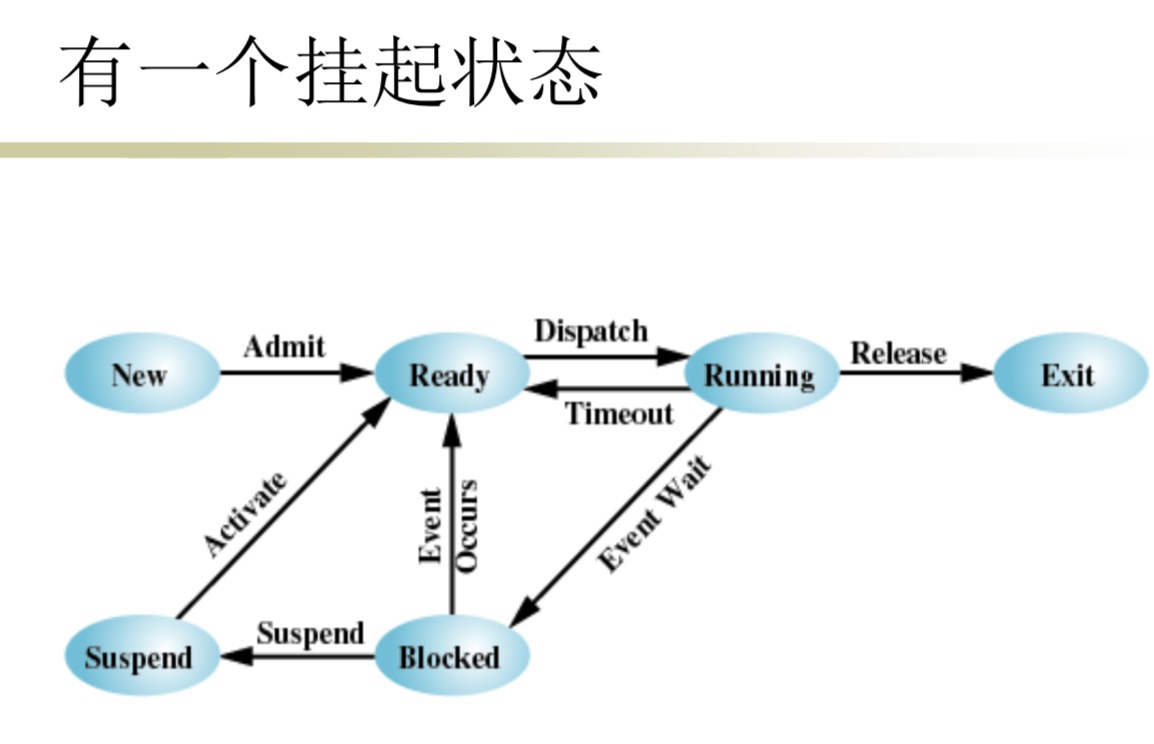 有一个挂起状态
Dispatch
Admit
Release
New
Ready
Running
Exit
Timeout
Activate
Event
Occurs
Event Wait
Suspend
Suspend
Blocked